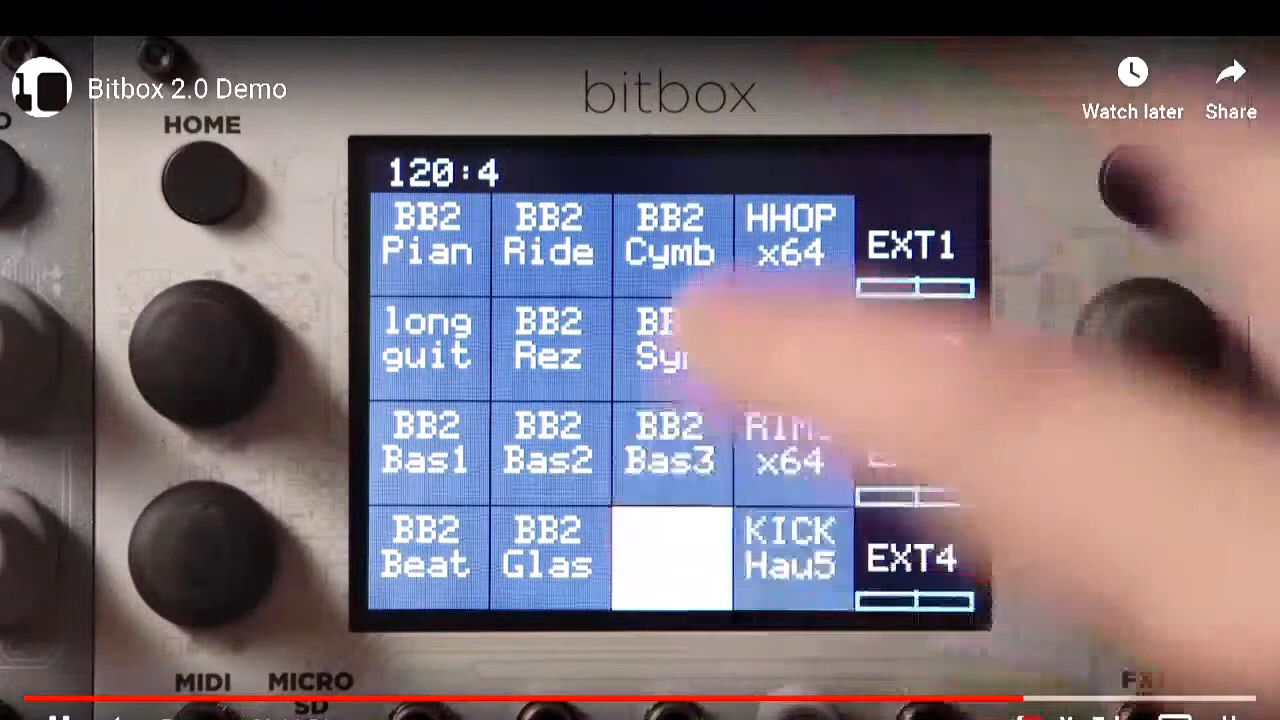 Bitbox 2.0 Demo
Watch later
Share
bitbox
HOME
120:4
BB2 Pian
BB2 Ride
BB2 Cymb
HHOP x64
EXT1
long guit
BB2 Rez
BB2 Bas1
BB2 Bas2
BB2 Bas3
x64
BB2 Beat
BB2 Glas
KICK Hau5
EXT4
MIDI
MICRO SD